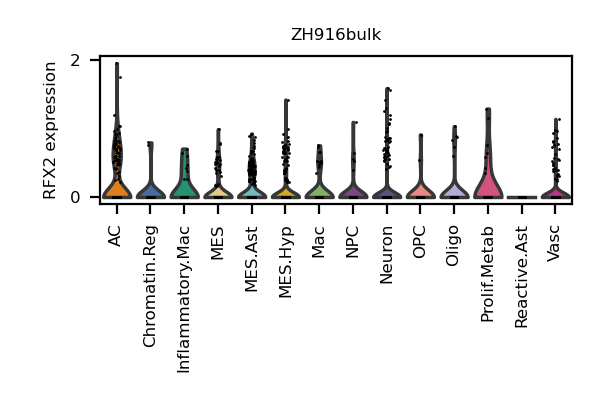 ZH916bulk
RFX2 expression
2
0
AC
Chromatin.Reg
Inflammatory.Mac
MES
MES.Ast
MES.Hyp
Mac
NPC
Neuron
OPC
Oligo
Prolif.Metab
Reactive.Ast
Vasc